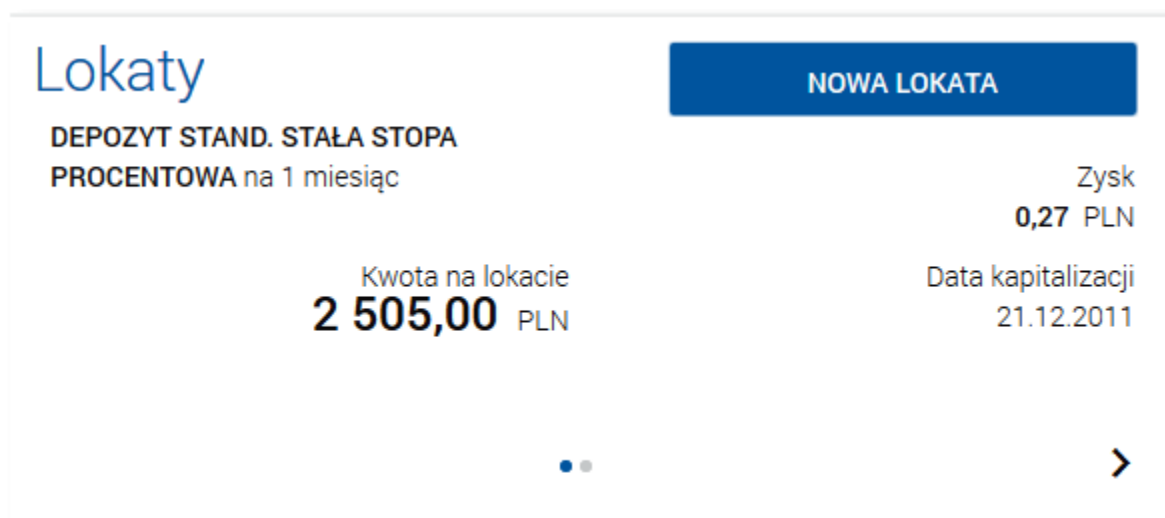 Lokaty
NOWA LOKATA
DEPOZYT STAND. STAŁA STOPA
PROCENTOWA na 1 miesiąc
Zysk
0,27 PLN
Kwota na lokacie
2 505,00 PLN
Data kapitalizacji
21.12.2011